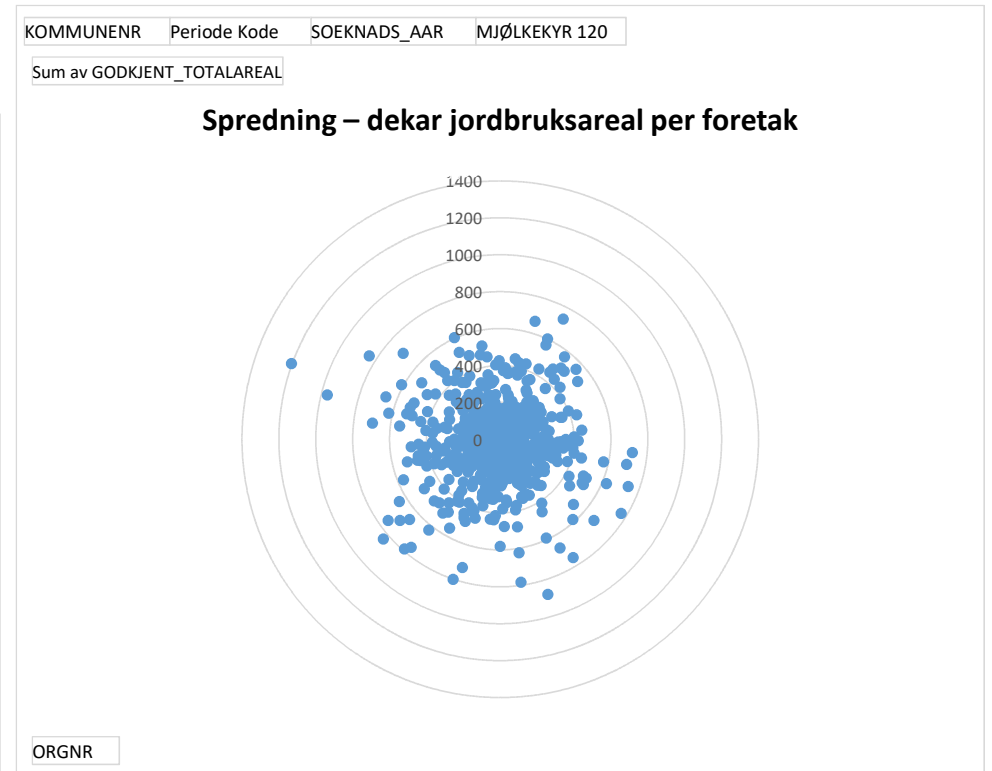 KOMMUNENR Periode Kode SOEKNADS_AAR MJØLKEKYR 120
Sum av GODKJENT_TOTALAREAL
Spredning – dekar jordbruksareal per foretak
1400
1200
1000
800
600
400
200
0
ORGNR